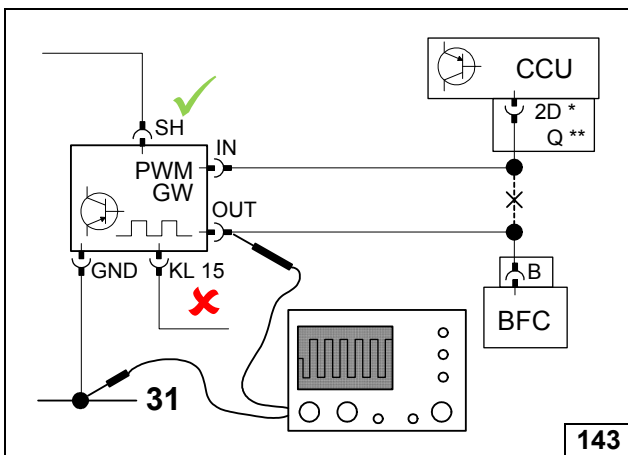 CCU
2D *
Q **
SH
IN
PWM
GW
OUT
GND
KL 15
B
BFC
31
143